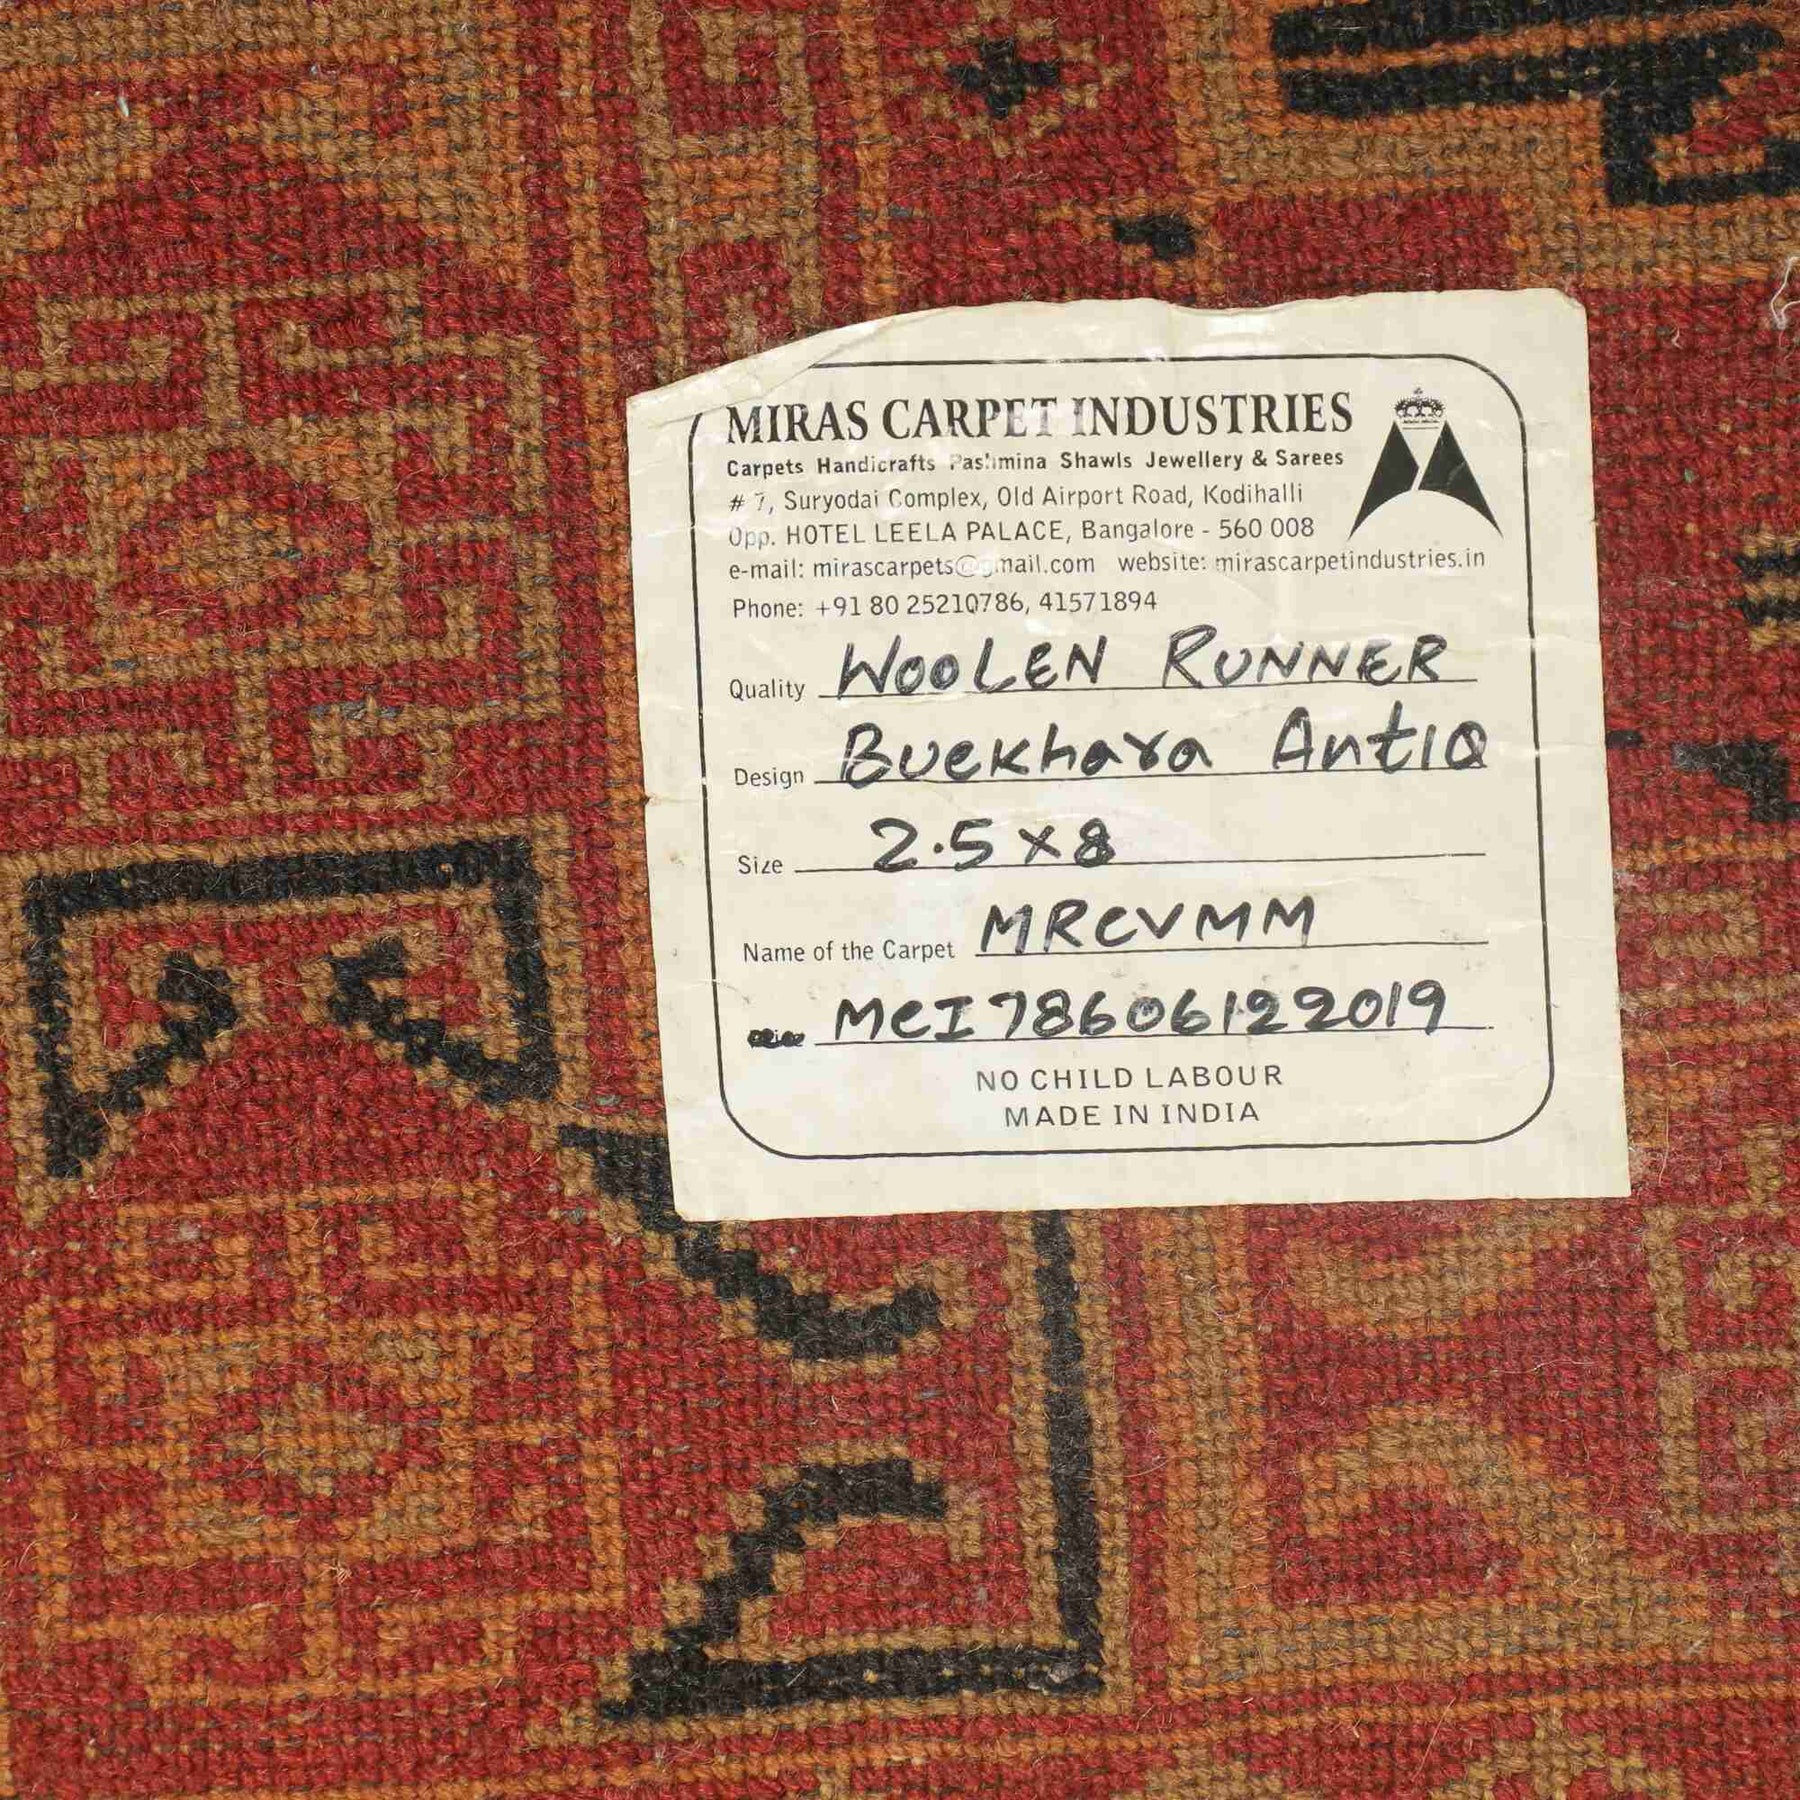 MIRAS CARPET INDUSTRIES
Carpets Handicrafts Pashmina Shawls Jewellery & Sarees
# 7, Suryodai Complex, Old Airport Road, Kodihalli
Opp. HOTEL LEELA PALACE, Bangalore - 560 008
e-mail: mirascarpets@gmail.com website: mirascarpetindustries.in
Phone: +91 80 25210786, 41571894
Quality WOOLEN RUNNER
Design Buekhara AntIQ
Size 2.5 x 8
Name of the Carpet MRCVMM
MCI78606122019
NO CHILD LABOUR
MADE IN INDIA